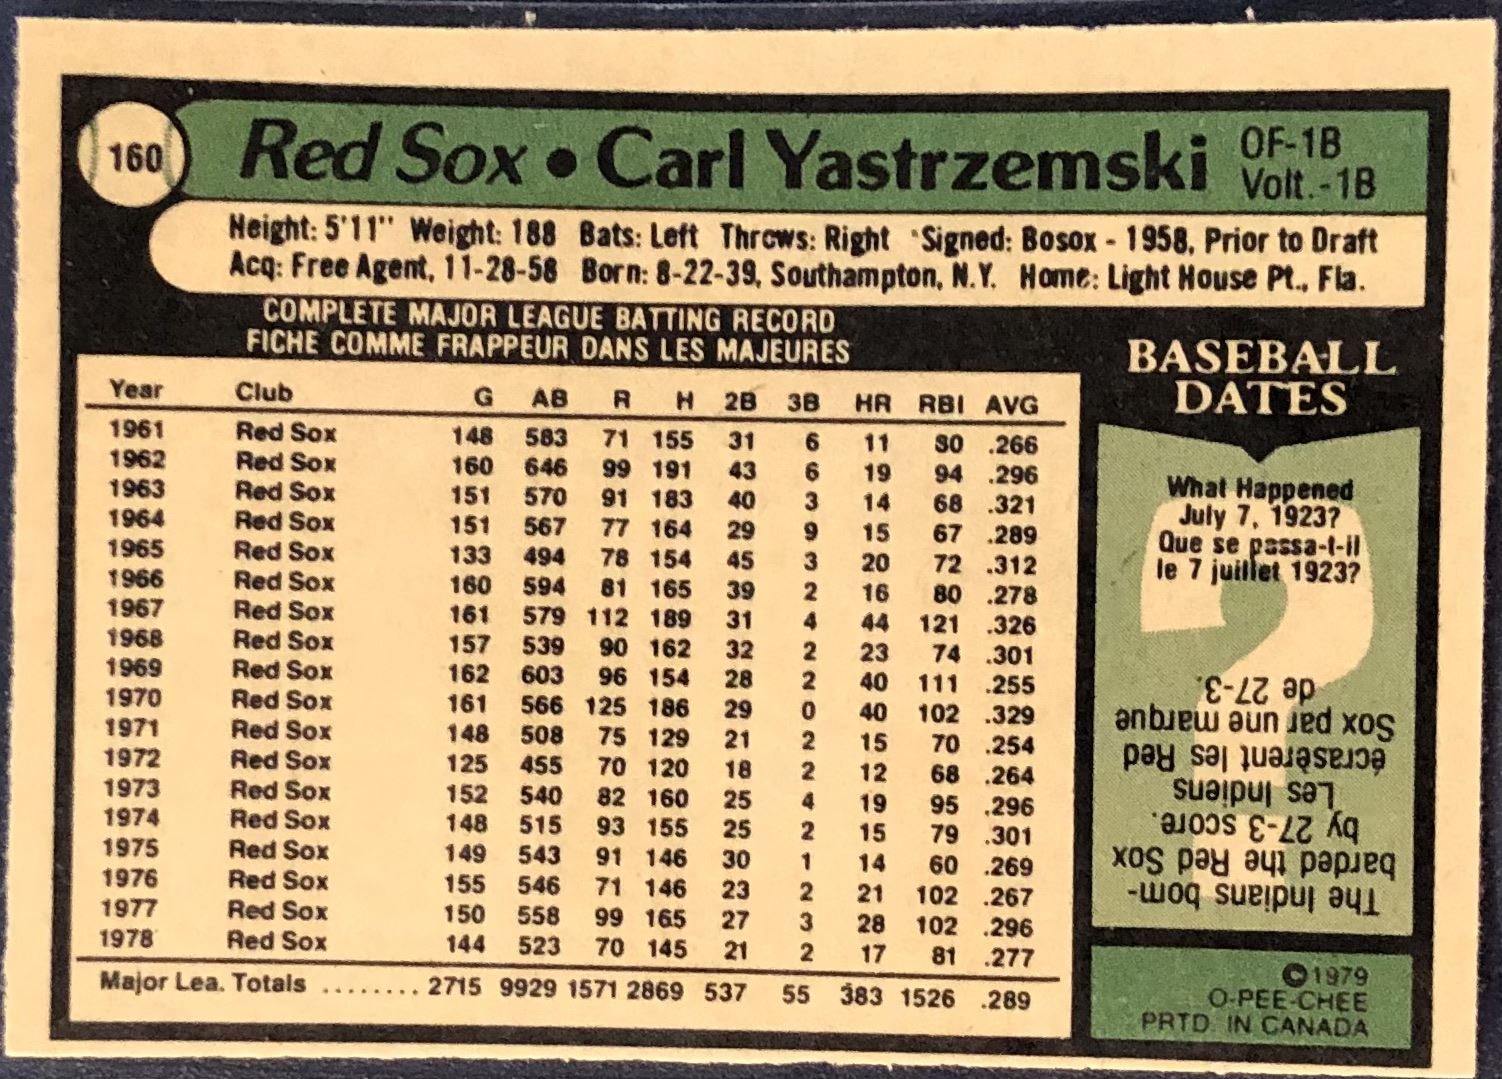 160
Red Sox • Carl Yastrzemski OF-1B
Volt.-1B
Height: 5'11" Weight: 188 Bats: Left Throws: Right Signed: Bosox - 1958, Prior to Draft
Acq: Free Agent, 11-28-58 Born: 8-22-39, Southampton, N.Y. Home: Light House Pt., Fla.
COMPLETE MAJOR LEAGUE BATTING RECORD
FICHE COMME FRAPPEUR DANS LES MAJEURES
Year Club G AB R H 2B 3B HR RBI AVG
1961 Red Sox 148 583 71 155 31 6 11 80 .266
1962 Red Sox 160 646 99 191 43 6 19 94 .296
1963 Red Sox 151 570 91 183 40 3 14 68 .321
1964 Red Sox 151 567 77 164 29 9 15 67 .289
1965 Red Sox 133 494 78 154 45 3 20 72 .312
1966 Red Sox 160 594 81 165 39 2 16 80 .278
1967 Red Sox 161 579 112 189 31 4 44 121 .326
1968 Red Sox 157 539 90 162 32 2 23 74 .301
1969 Red Sox 162 603 96 154 28 2 40 111 .255
1970 Red Sox 161 566 125 186 29 0 40 102 .329
1971 Red Sox 148 508 75 129 21 2 15 70 .254
1972 Red Sox 125 455 70 120 18 2 12 68 .264
1973 Red Sox 152 540 82 160 25 4 19 95 .296
1974 Red Sox 148 515 93 155 25 2 15 79 .301
1975 Red Sox 149 543 91 146 30 1 14 60 .269
1976 Red Sox 155 546 71 146 23 2 21 102 .267
1977 Red Sox 150 558 99 165 27 3 28 102 .296
1978 Red Sox 144 523 70 145 21 2 17 81 .277
Major Lea. Totals ........ 2715 9929 1571 2869 537 55 383 1526 .289
BASEBALL
DATES
What Happened
July 7, 1923?
Que se passa-t-il
le 7 juillet 1923?
The Indians bom-
barded the Red Sox
by 27-3 score.
Les Indiens
écrasèrent les Red
Sox par une marque
de 27-3.
©1979
O-PEE-CHEE
PRTD IN CANADA